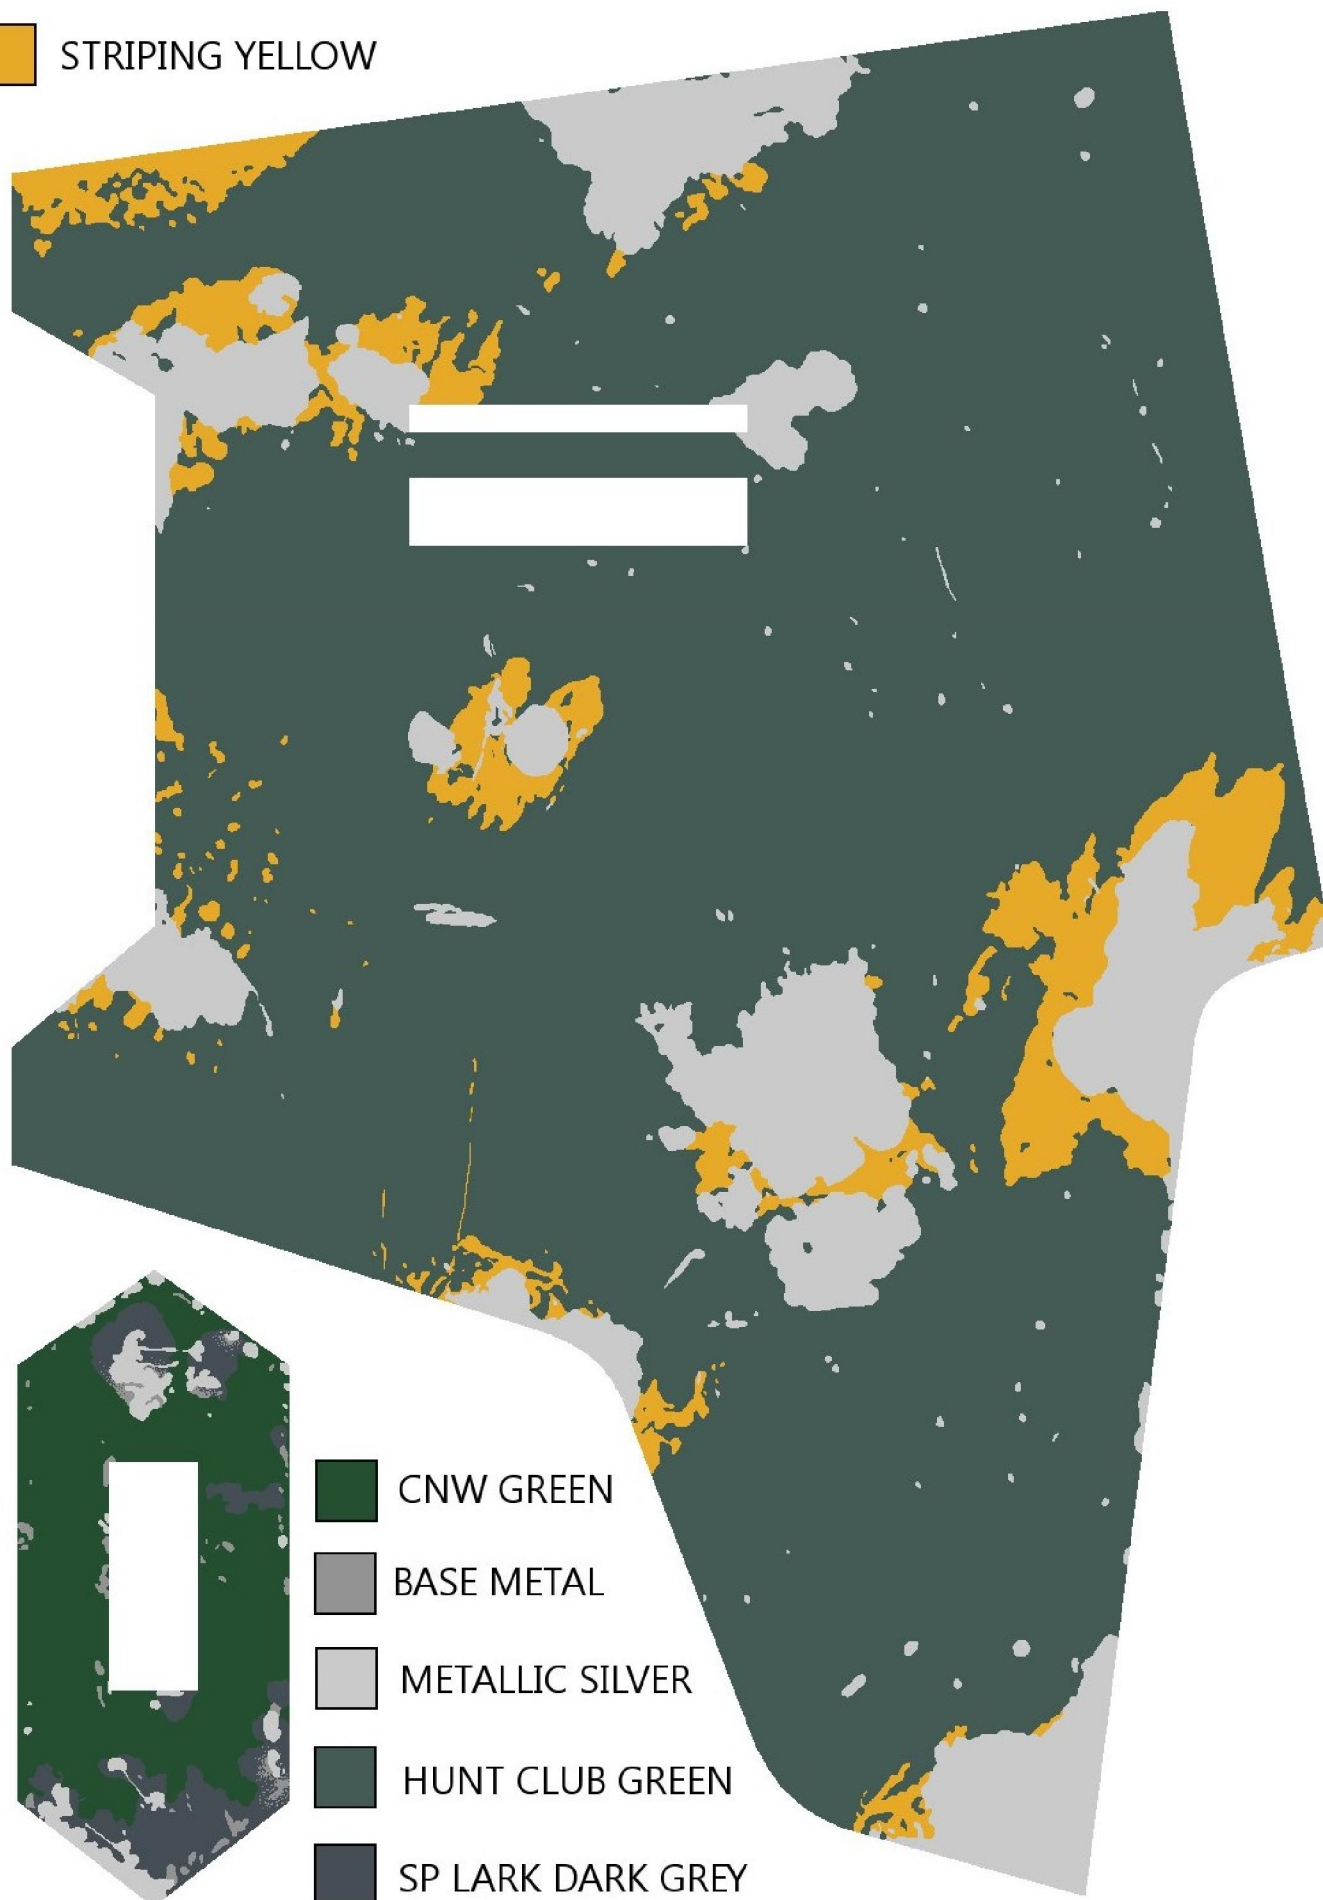 STRIPING YELLOW
CNW GREEN
BASE METAL
METALLIC SILVER
HUNT CLUB GREEN
SP LARK DARK GREY